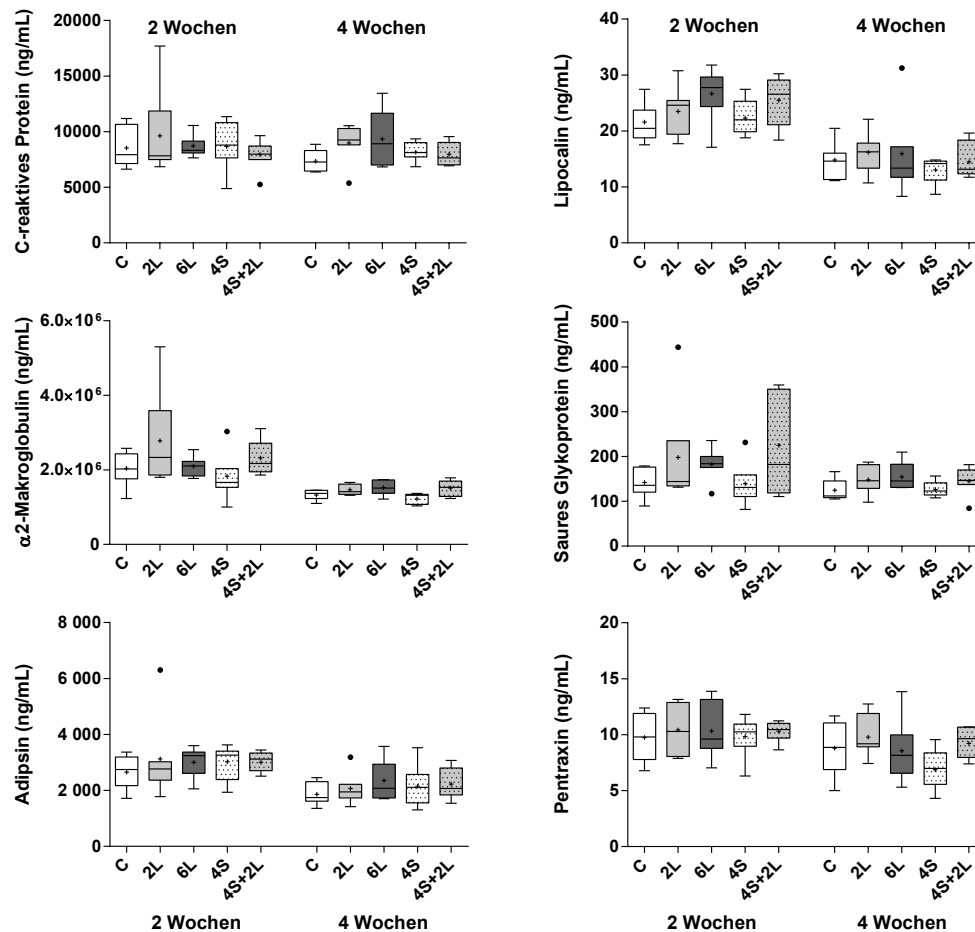 2 Wochen 4 Wochen
C-reaktives Protein (ng/mL)
20000
15000
10000
5000
0
C 2L 6L 4S 4S+2L C 2L 6L 4S 4S+2L
2 Wochen 4 Wochen
Lipocalin (ng/mL)
40
30
20
10
0
C 2L 6L 4S 4S+2L C 2L 6L 4S 4S+2L
α2-Makroglobulin (ng/mL)
6.0×10⁶
4.0×10⁶
2.0×10⁶
0
C 2L 6L 4S 4S+2L C 2L 6L 4S 4S+2L
Saures Glykoprotein (ng/mL)
500
400
300
200
100
0
C 2L 6L 4S 4S+2L C 2L 6L 4S 4S+2L
Adipsin (ng/mL)
8 000
6 000
4 000
2 000
0
C 2L 6L 4S 4S+2L C 2L 6L 4S 4S+2L
2 Wochen 4 Wochen
Pentraxin (ng/mL)
20
15
10
5
0
C 2L 6L 4S 4S+2L C 2L 6L 4S 4S+2L
2 Wochen 4 Wochen